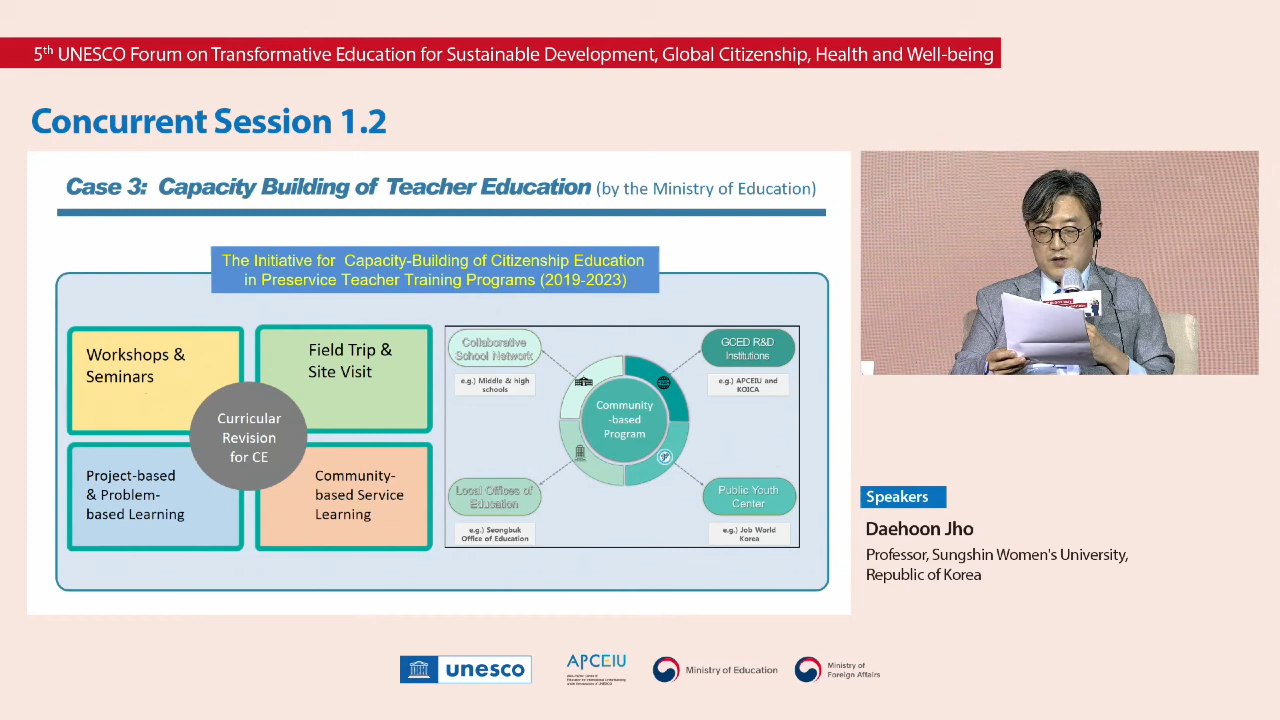 5th UNESCO Forum on Transformative Education for Sustainable Development, Global Citizenship, Health and Well-being
Concurrent Session 1.2
Case 3: Capacity Building of Teacher Education (by the Ministry of Education)
The Initiative for Capacity-Building of Citizenship Education
in Preservice Teacher Training Programs (2019-2023)
Workshops &
Seminars
Field Trip &
Site Visit
Curricular
Revision
for CE
Project-based
& Problem-
based Learning
Community-
based Service
Learning
Collaborative
School Network
e.g.) Middle & high
schools
GCED R&D
Institutions
e.g.) APCEIU and
KOICA
Community
-based
Program
Local Offices of
Education
e.g.) Seongbuk
Office of Education
Public Youth
Center
e.g.) Job World
Korea
Speakers
Daehoon Jho
Professor, Sungshin Women's University,
Republic of Korea
unesco
APCEIU
Ministry of Education
Ministry of
Foreign Affairs